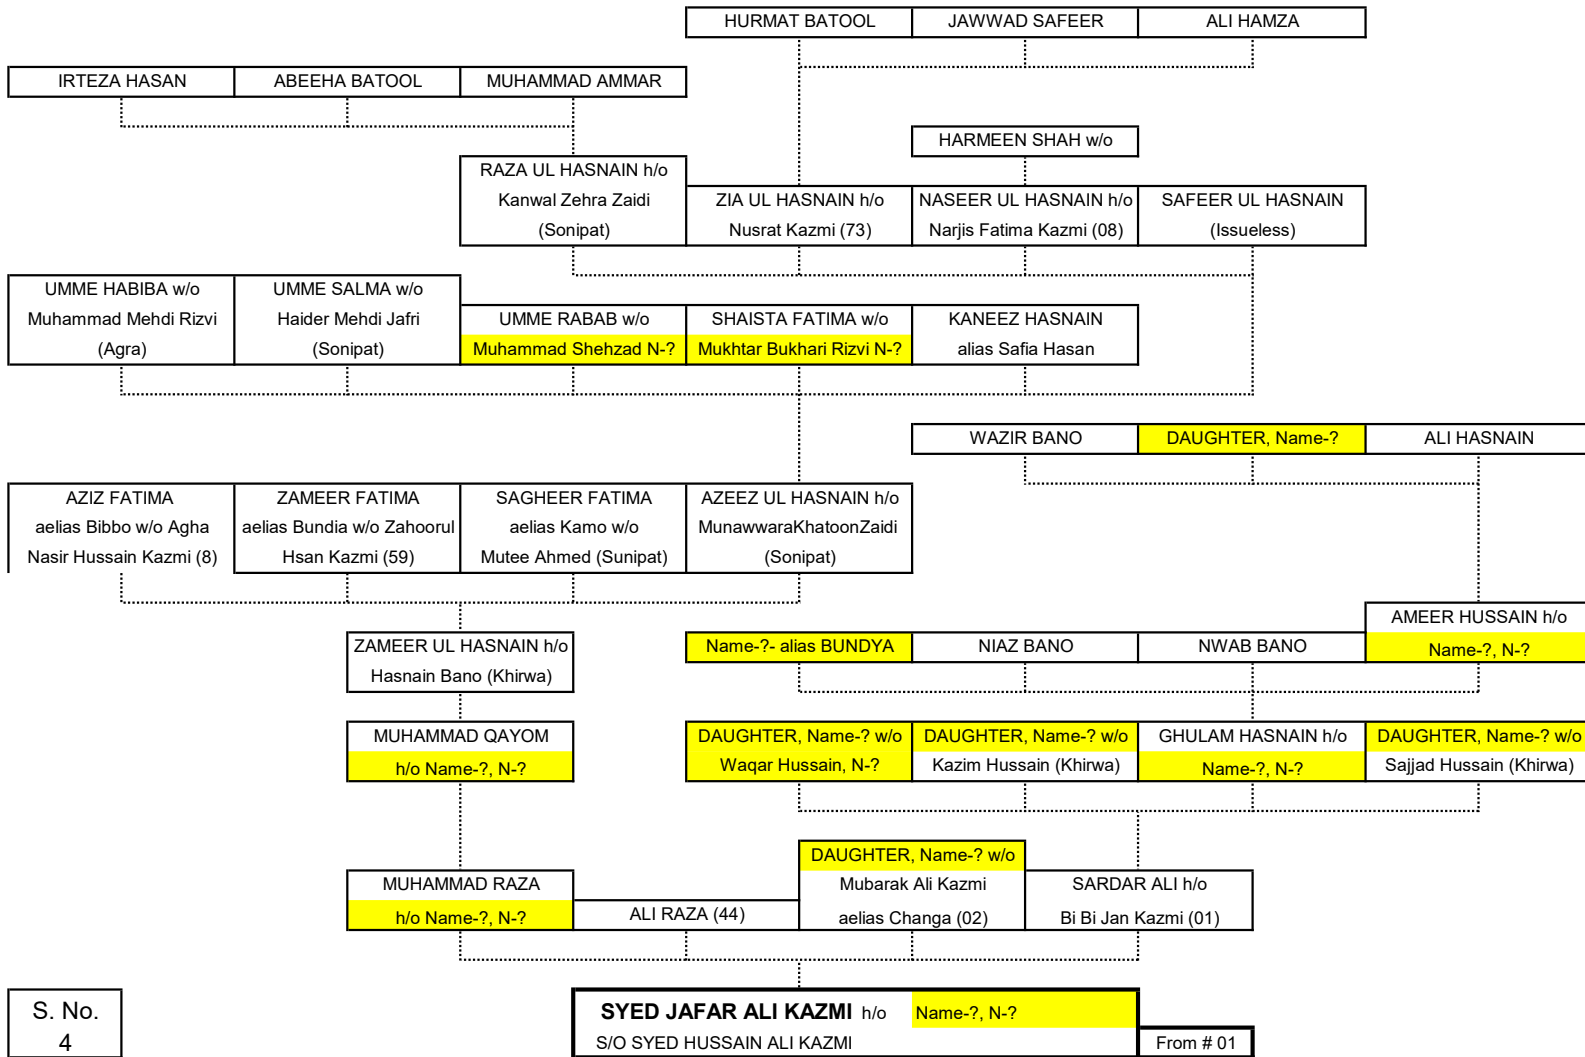 HURMAT BATOOL
JAWWAD SAFEER
ALI HAMZA
IRTEZA HASAN
ABEEHA BATOOL
MUHAMMAD AMMAR
HARMEEN SHAH w/o
RAZA UL HASNAIN h/o
Kanwal Zehra Zaidi
(Sonipat)
ZIA UL HASNAIN h/o
Nusrat Kazmi (73)
NASEER UL HASNAIN h/o
Narjis Fatima Kazmi (08)
SAFEER UL HASNAIN
(Issueless)
UMME HABIBA w/o
Muhammad Mehdi Rizvi
(Agra)
UMME SALMA w/o
Haider Mehdi Jafri
(Sonipat)
UMME RABAB w/o
Muhammad Shehzad N-?
SHAISTA FATIMA w/o
Mukhtar Bukhari Rizvi N-?
KANEEZ HASNAIN
alias Safia Hasan
WAZIR BANO
DAUGHTER, Name-?
ALI HASNAIN
AZIZ FATIMA
aelias Bibbo w/o Agha
Nasir Hussain Kazmi (8)
ZAMEER FATIMA
aelias Bundia w/o Zahoorul
Hsan Kazmi (59)
SAGHEER FATIMA
aelias Kamo w/o
Mutee Ahmed (Sunipat)
AZEEZ UL HASNAIN h/o
MunawwaraKhatoonZaidi
(Sonipat)
ZAMEER UL HASNAIN h/o
Hasnain Bano (Khirwa)
Name-?- alias BUNDYA
NIAZ BANO
NWAB BANO
AMEER HUSSAIN h/o
Name-?, N-?
MUHAMMAD QAYOM
h/o Name-?, N-?
DAUGHTER, Name-? w/o
Waqar Hussain, N-?
DAUGHTER, Name-? w/o
Kazim Hussain (Khirwa)
GHULAM HASNAIN h/o
Name-?, N-?
DAUGHTER, Name-? w/o
Sajjad Hussain (Khirwa)
MUHAMMAD RAZA
h/o Name-?, N-?
ALI RAZA (44)
DAUGHTER, Name-? w/o
Mubarak Ali Kazmi
aelias Changa (02)
SARDAR ALI h/o
Bi Bi Jan Kazmi (01)
S. No.
4
SYED JAFAR ALI KAZMI h/o Name-?, N-?
S/O SYED HUSSAIN ALI KAZMI
From # 01